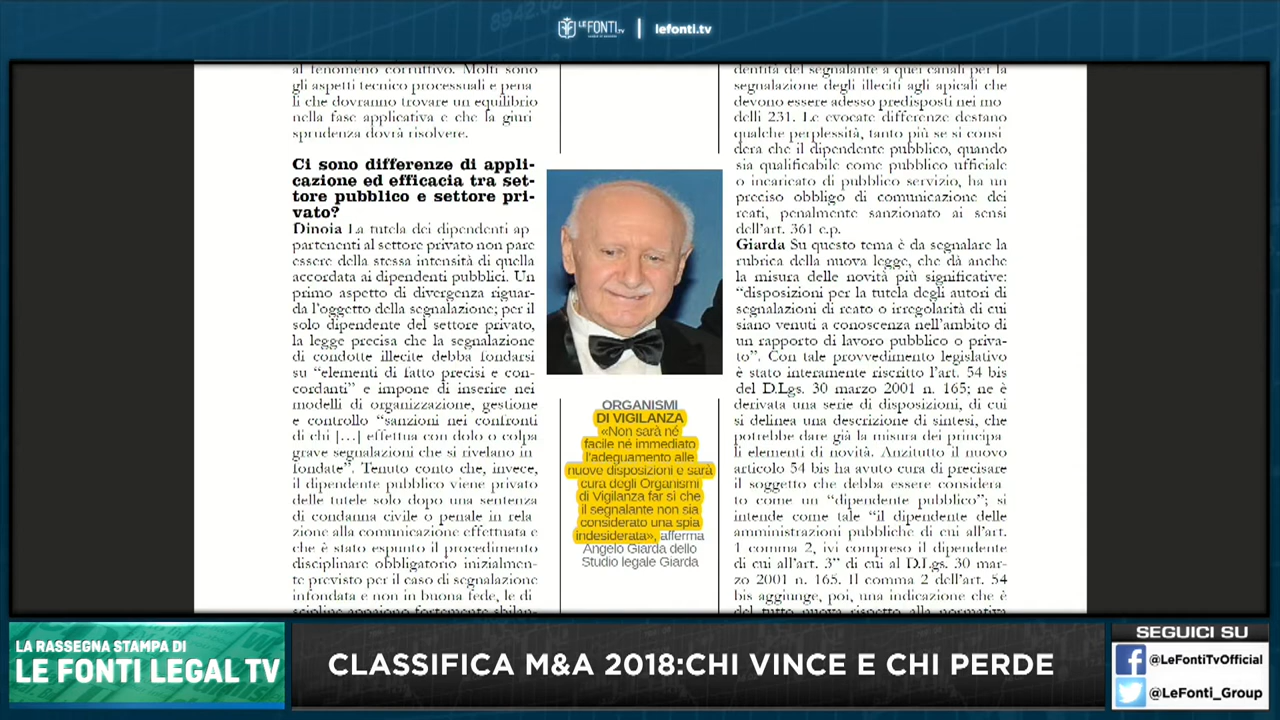 LE FONTI.TV
lefonti.tv
al fenomeno corruttivo. Molti sono
gli aspetti tecnico processuali e pena
li che dovranno trovare un equilibrio
nella fase applicativa e che la giuri
sprudenza dovrà risolvere.
Ci sono differenze di appli-
cazione ed efficacia tra set-
tore pubblico e settore pri-
vato?
Dinoia La tutela dei dipendenti ap
partenenti al settore privato non pare
essere della stessa intensità di quella
accordata ai dipendenti pubblici. Un
primo aspetto di divergenza riguar-
da l'oggetto della segnalazione; per il
solo dipendente del settore privato,
la legge precisa che la segnalazione
di condotte illecite debba fondarsi
su "elementi di fatto precisi e con-
cordanti" e impone di inserire nei
modelli di organizzazione, gestione
e controllo "sanzioni nei confronti
di chi [...] effettua con dolo o colpa
grave segnalazioni che si rivelano in
fondate". Tenuto conto che, invece,
il dipendente pubblico viene privato
delle tutele solo dopo una sentenza
di condanna civile o penale in rela
zione alla comunicazione effettuata e
che è stato espunto il procedimento
disciplinare obbligatorio inizialmen-
te previsto per il caso di segnalazione
infondata e non in buona fede, le di
scipline appaiono fortemente sbilan-
ORGANISMI
DI VIGILANZA
«Non sarà né
facile né immediato
l'adeguamento alle
nuove disposizioni e sarà
cura degli Organismi
di Vigilanza far sì che
il segnalante non sia
considerato una spia
indesiderata», afferma
Angelo Giarda dello
Studio legale Giarda
dentità del segnalante a quei canali per la
segnalazione degli illeciti agli apicali che
devono essere adesso predisposti nei mo
delli 231. Le evocate differenze destano
qualche perplessità, tanto più se si consi
dera che il dipendente pubblico, quando
sia qualificabile come pubblico ufficiale
o incaricato di pubblico servizio, ha un
preciso obbligo di comunicazione dei
reati, penalmente sanzionato ai sensi
dell'art. 361 c.p.
Giarda Su questo tema è da segnalare la
rubrica della nuova legge, che dà anche
la misura delle novità più significative:
"disposizioni per la tutela degli autori di
segnalazioni di reato o irregolarità di cui
siano venuti a conoscenza nell'ambito di
un rapporto di lavoro pubblico o priva-
to". Con tale provvedimento legislativo
è stato interamente riscritto l'art. 54 bis
del D.Lgs. 30 marzo 2001 n. 165; ne è
derivata una serie di disposizioni, di cui
si delinea una descrizione di sintesi, che
potrebbe dare già la misura dei principa
li elementi di novità. Anzitutto il nuovo
articolo 54 bis ha avuto cura di precisare
il soggetto che debba essere considera
to come un "dipendente pubblico"; si
intende come tale "il dipendente delle
amministrazioni pubbliche di cui all'art.
1 comma 2, ivi compreso il dipendente
di cui all'art. 3" di cui al D.lgs. 30 mar-
zo 2001 n. 165. Il comma 2 dell'art. 54
bis aggiunge, poi, una indicazione che è
del tutto nuova rispetto alla normativa
LA RASSEGNA STAMPA DI
LE FONTI LEGAL TV
CLASSIFICA M&A 2018:CHI VINCE E CHI PERDE
SEGUICI SU
@LeFontiTvOfficial
@LeFonti_Group